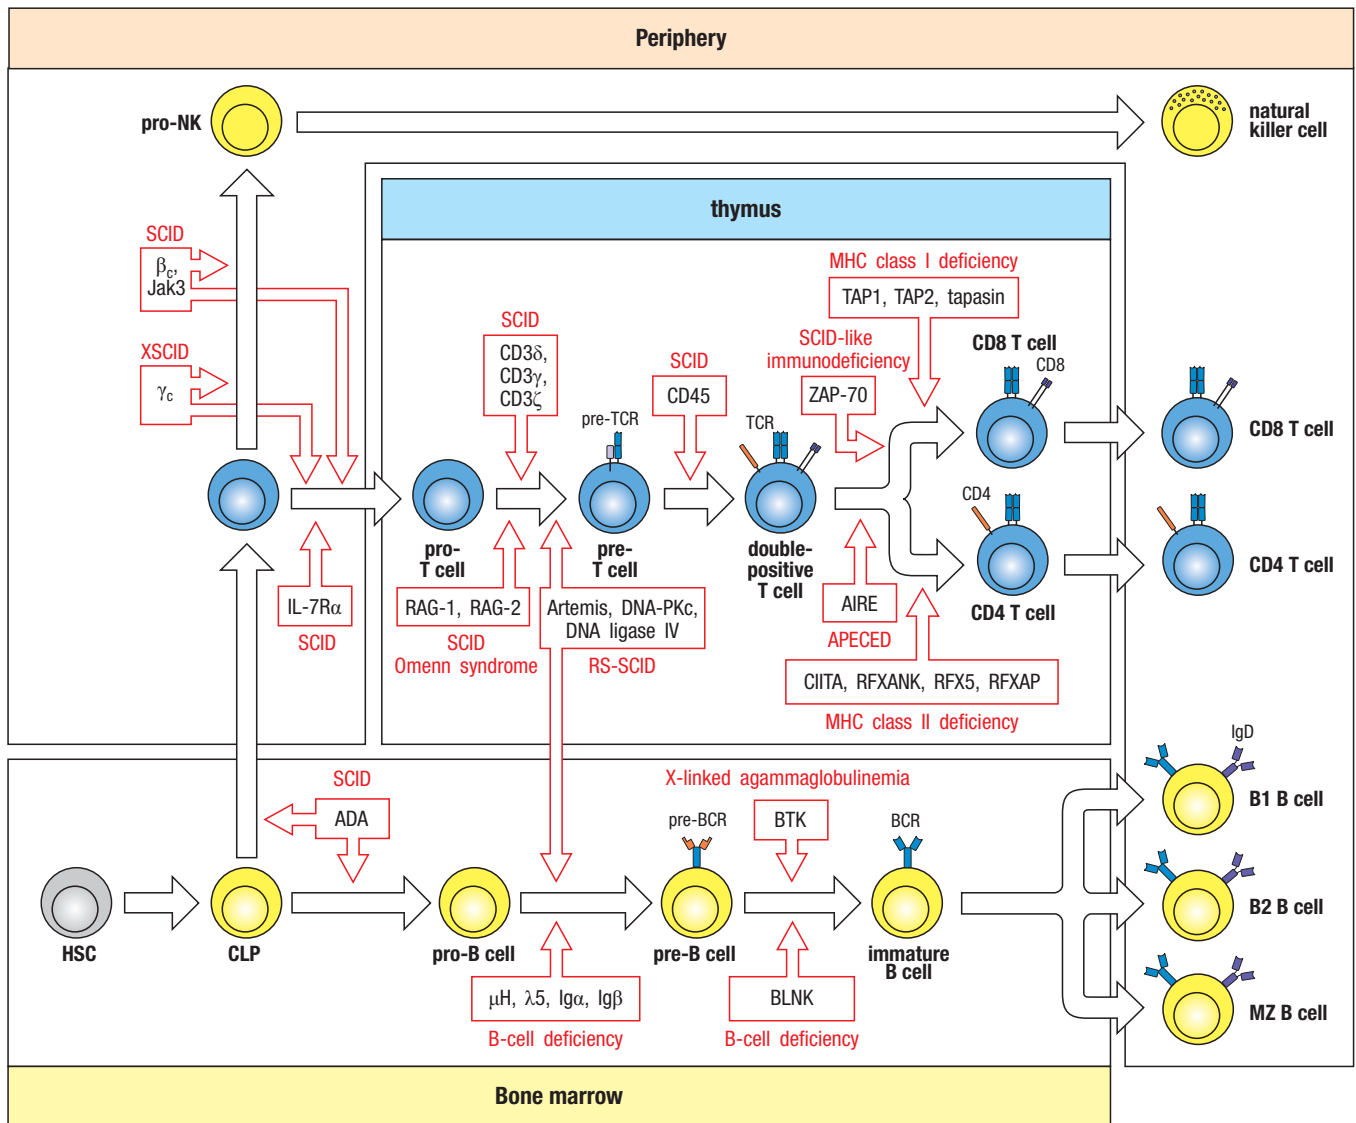 Periphery
pro-NK
natural
killer cell
thymus
SCID
βc,
Jak3
XSCID
γc
IL-7Rα
SCID
SCID
CD3δ,
CD3γ,
CD3ζ
pre-TCR
SCID
CD45
TCR
MHC class I deficiency
TAP1, TAP2, tapasin
SCID-like
immunodeficiency
ZAP-70
CD8 T cell
CD8
CD8 T cell
pro-
T cell
pre-
T cell
double-
positive
T cell
CD4
CD4 T cell
CD4 T cell
RAG-1, RAG-2
SCID
Omenn syndrome
Artemis, DNA-PKc,
DNA ligase IV
RS-SCID
AIRE
APECED
CIITA, RFXANK, RFX5, RFXAP
MHC class II deficiency
SCID
ADA
X-linked agammaglobulinemia
BTK
pre-BCR
BCR
IgD
B1 B cell
B2 B cell
MZ B cell
HSC
CLP
pro-B cell
pre-B cell
immature
B cell
μH, λ5, Igα, Igβ
B-cell deficiency
BLNK
B-cell deficiency
Bone marrow